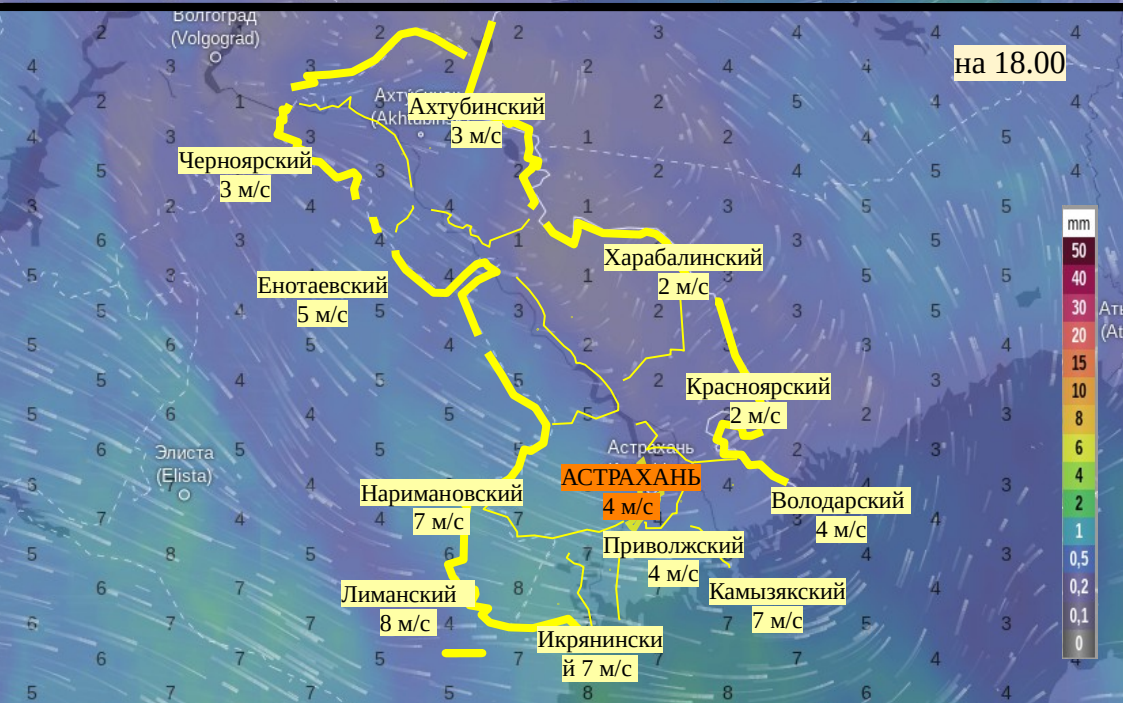 Волгоград
(Volgograd)
на 18.00
Ахтубинский
3 м/с
Черноярский
3 м/с
Харабалинский
2 м/с
Енотаевский
5 м/с
mm
50
40
30
20
15
10
8
6
4
2
1
0,5
0,2
0,1
0
Красноярский
2 м/с
Элиста
(Elista)
Астрахань
АСТРАХАНЬ
4 м/с
Наримановский
7 м/с
Володарский
4 м/с
Приволжский
4 м/с
Лиманский
8 м/с
Камызякский
7 м/с
Икрянински
й 7 м/с